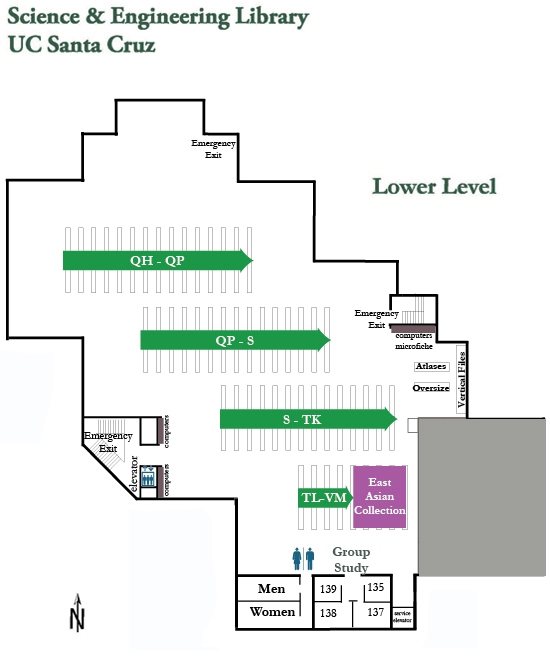 Science & Engineering Library
UC Santa Cruz
Emergency
Exit
Lower Level
QH - QP
Emergency
Exit
QP - S
computers
microfiche
Atlases
Vertical Files
Oversize
S - TK
computers
Emergency
Exit
elevator
computers
TL-VM
East
Asian
Collection
Group
Study
Men
139
135
Women
138
137
service
elevator
N